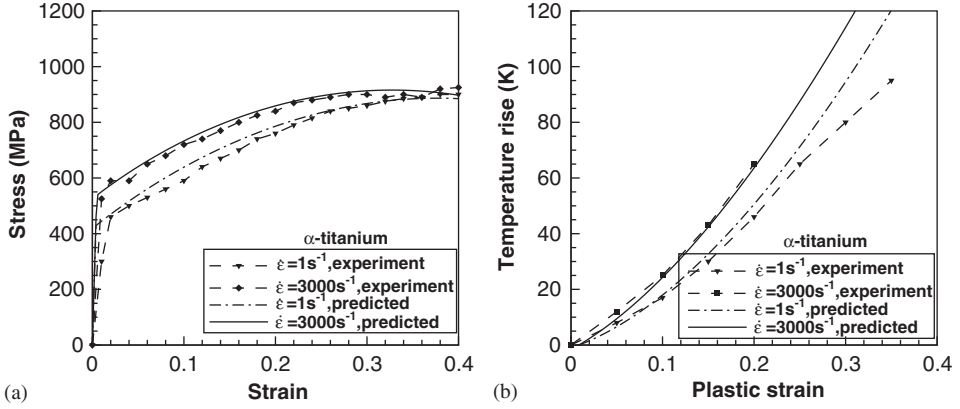 1200
1000
800
600
400
200
0
Stress (MPa)
0 0.1 0.2 0.3 0.4
Strain
(a)
α-titanium
ε̇=1s⁻¹,experiment
ε̇=3000s⁻¹,experiment
ε̇=1s⁻¹,predicted
ε̇=3000s⁻¹,predicted
120
100
80
60
40
20
0
Temperature rise (K)
0 0.1 0.2 0.3 0.4
Plastic strain
(b)
α-titanium
ε̇=1s⁻¹,experiment
ε̇=3000s⁻¹,experiment
ε̇=1s⁻¹,predicted
ε̇=3000s⁻¹,predicted